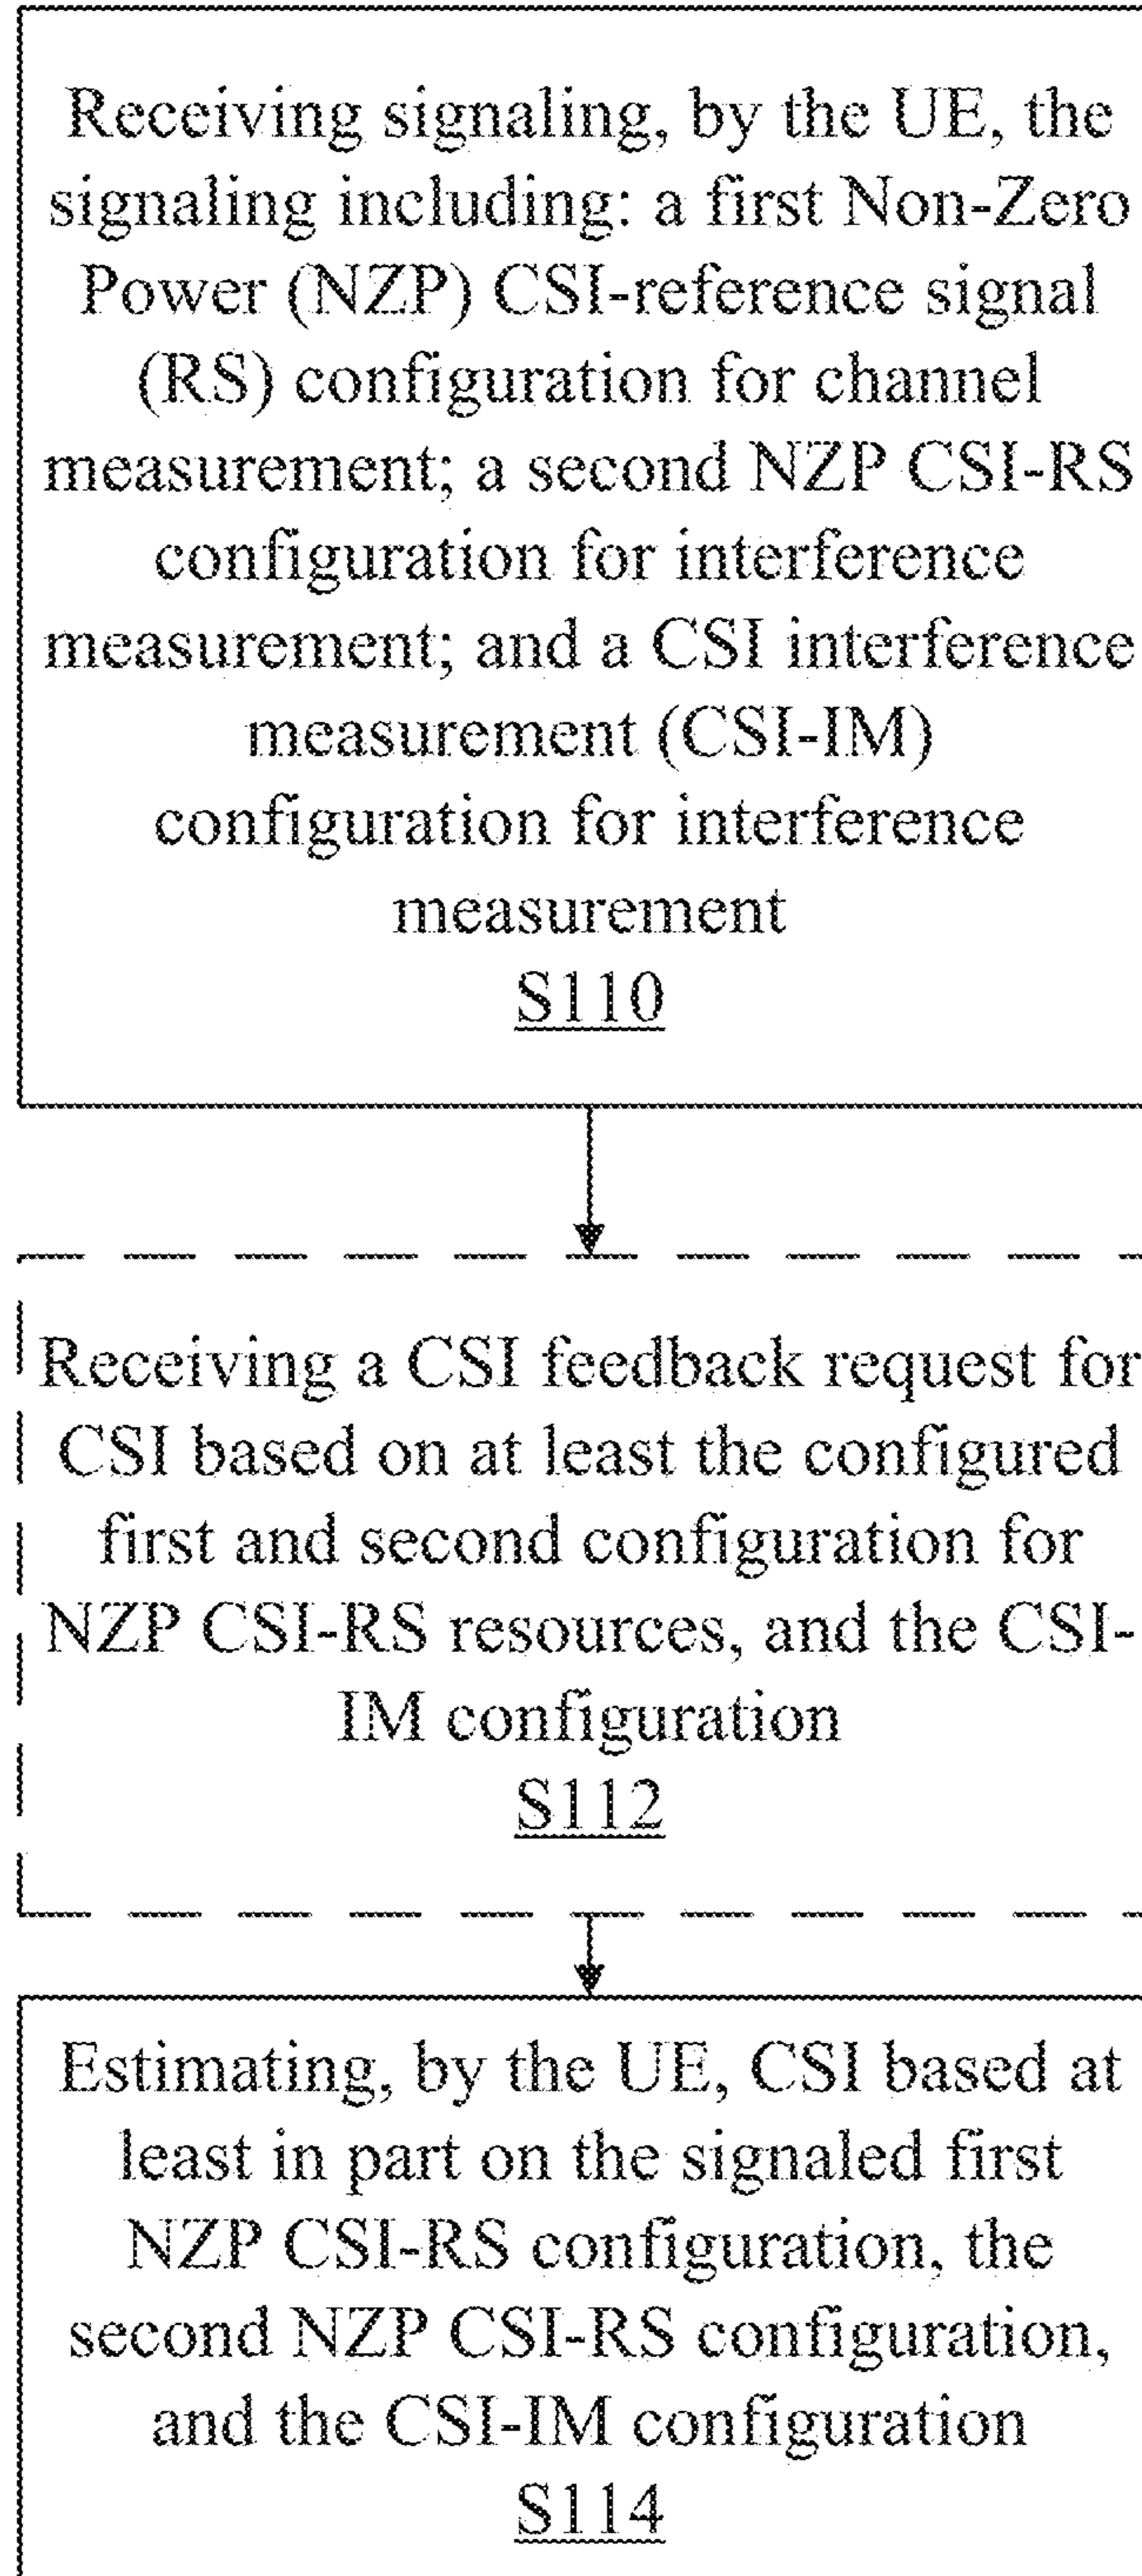 Receiving signaling, by the UE, the
signaling including: a first Non-Zero
Power (NZP) CSI-reference signal
(RS) configuration for channel
measurement; a second NZP CSI-RS
configuration for interference
measurement; and a CSI interference
measurement (CSI-IM)
configuration for interference
measurement
S110
Receiving a CSI feedback request for
CSI based on at least the configured
first and second configuration for
NZP CSI-RS resources, and the CSI-
IM configuration
S112
Estimating, by the UE, CSI based at
least in part on the signaled first
NZP CSI-RS configuration, the
second NZP CSI-RS configuration,
and the CSI-IM configuration
S114